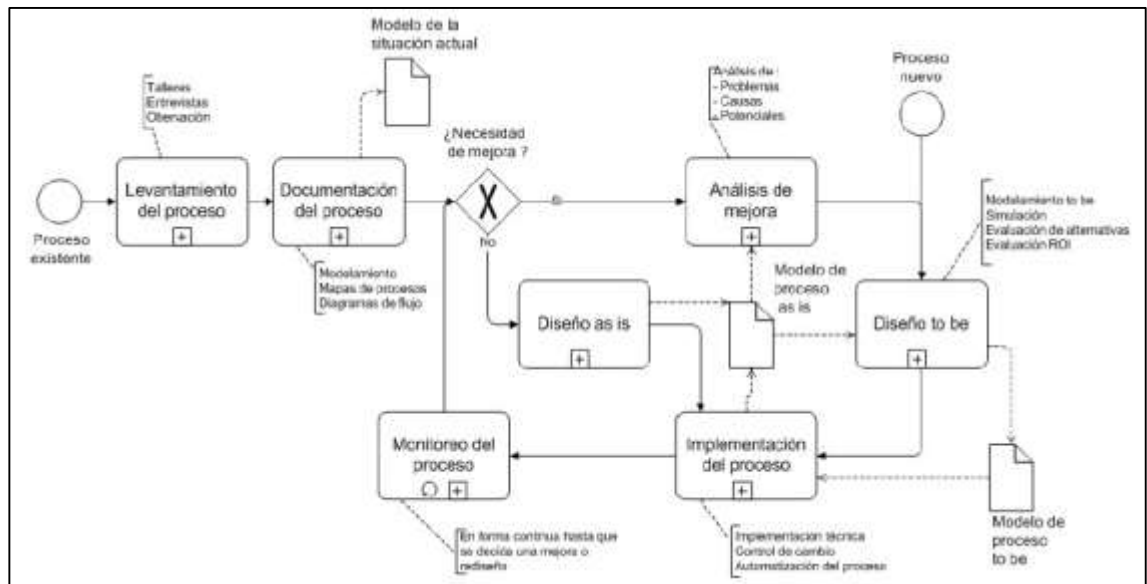 Modelo de la
situación actual
Talleres
Entrevistas
Obtenación
Análisis de :
- Problemas
- Causas
- Potenciales
Proceso
nuevo
¿Necesidad
de mejora ?
Levantamiento
del proceso
Documentación
del proceso
X
Si
Análisis de
mejora
Proceso
existente
No
Modelamiento
Mapas de procesos
Diagramas de flujo
Modelamiento to be
Simulación
Evaluación de alternativas
Evaluación ROI
Modelo de
proceso
as is
Diseño as is
Diseño to be
Monitoreo del
proceso
Implementación
del proceso
Modelo de
proceso
to be
En forma continua hasta que
se decida una mejora o
rediseño
Implementación técnica
Control de cambio
Automatización del proceso